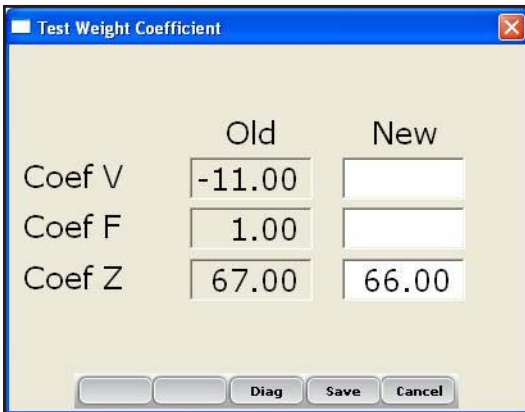 Test Weight Coefficient
Old New
Coef V -11.00
Coef F 1.00
Coef Z 67.00 66.00
Diag Save Cancel